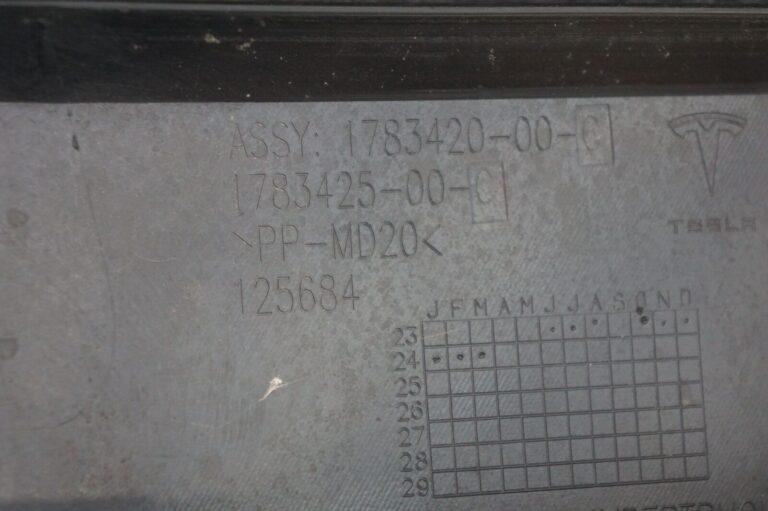 ASSY: 1783420-00-C
1783425-00-C
>PP-MD20<
125684
TESLA
J F M A M J J A S O N D
23
24
25
26
27
28
29